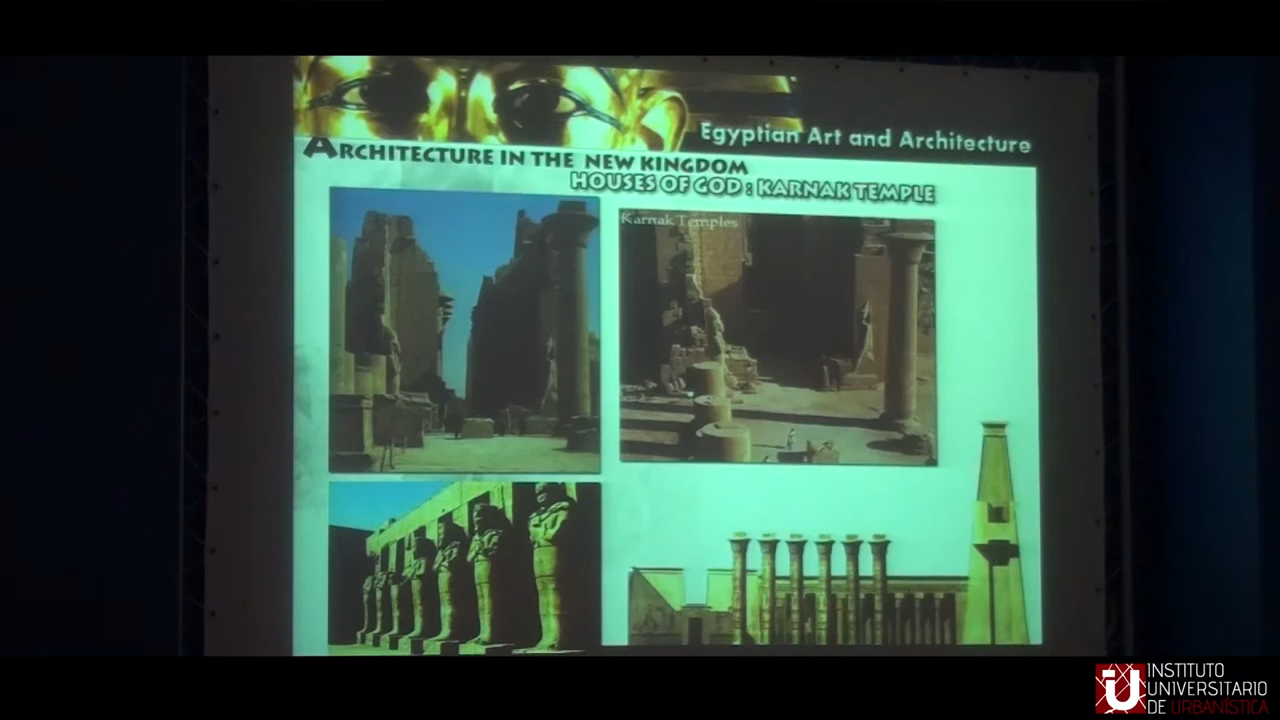 Egyptian Art and Architecture
ARCHITECTURE IN THE NEW KINGDOM
HOUSES OF GOD : KARNAK TEMPLE
Karnak Temples
INSTITUTO
UNIVERSITARIO
DE URBANÍSTICA